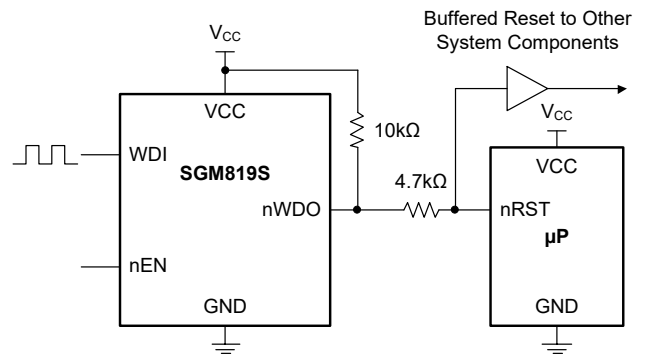 Buffered Reset to Other
System Components
VCC
VCC
WDI
SGM819S
10kΩ
4.7kΩ
nWDO
nEN
GND
VCC
VCC
nRST
µP
GND